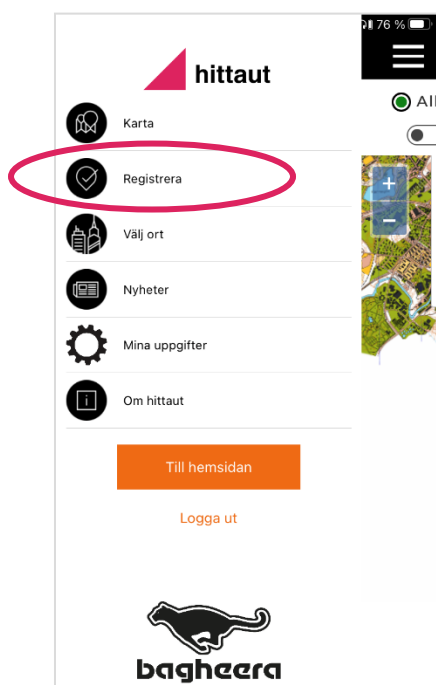 76 %
hittaut
All
Karta
Registrera
Välj ort
Nyheter
Mina uppgifter
i
Om hittaut
Till hemsidan
Logga ut
bagheera